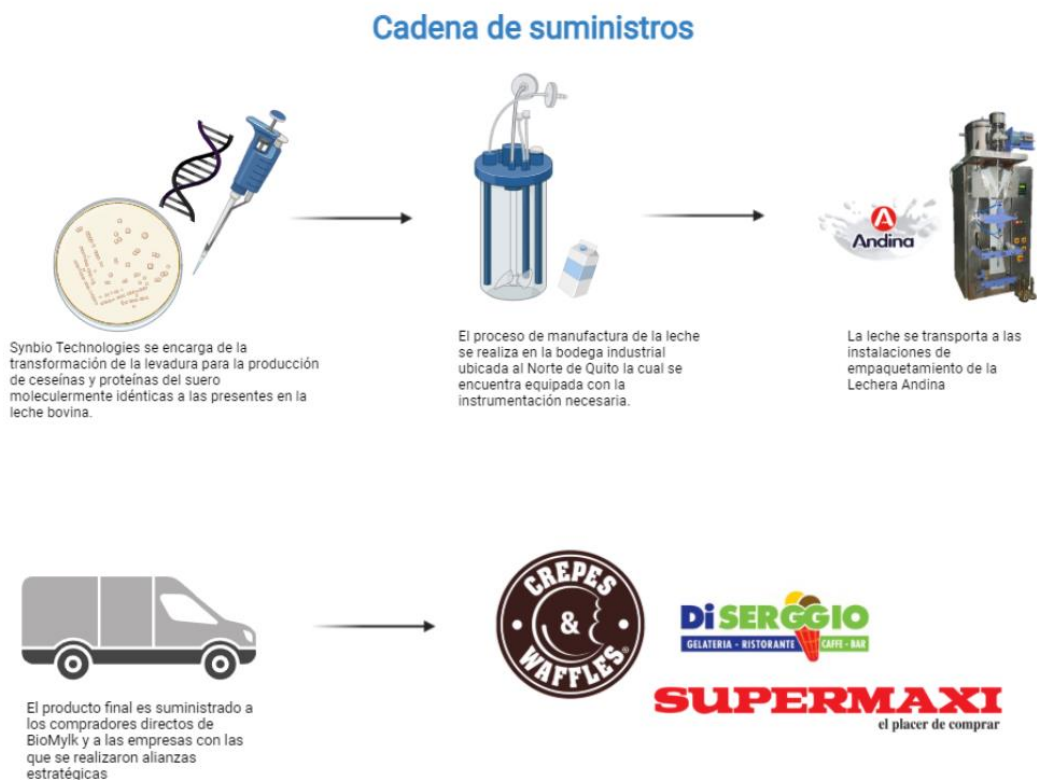 Cadena de suministros
Andina
Synbio Technologies se encarga de la
transformación de la levadura para la producción
de ceseínas y proteínas del suero
moleculermente idénticas a las presentes en la
leche bovina.
El proceso de manufactura de la leche
se realiza en la bodega industrial
ubicada al Norte de Quito la cual se
encuentra equipada con la
instrumentación necesaria.
La leche se transporta a las
instalaciones de
empaquetamiento de la
Lechera Andina
CREPES
&
WAFFLES®
Di SERGGIO
GELATERIA - RISTORANTE CAFFE - BAR
SUPERMAXI
el placer de comprar
El producto final es suministrado a
los compradores directos de
BioMylk y a las empresas con las
que se realizaron alianzas
estratégicas